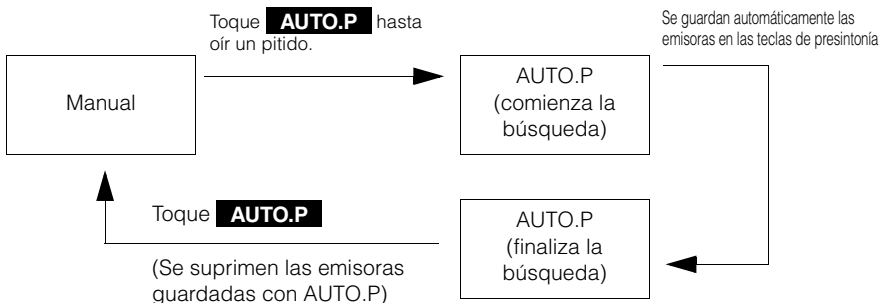 Toque AUTO.P hasta
oír un pitido.
Se guardan automáticamente las
emisoras en las teclas de presintonía
Manual
AUTO.P
(comienza la
búsqueda)
Toque AUTO.P
(Se suprimen las emisoras
guardadas con AUTO.P)
AUTO.P
(finaliza la
búsqueda)